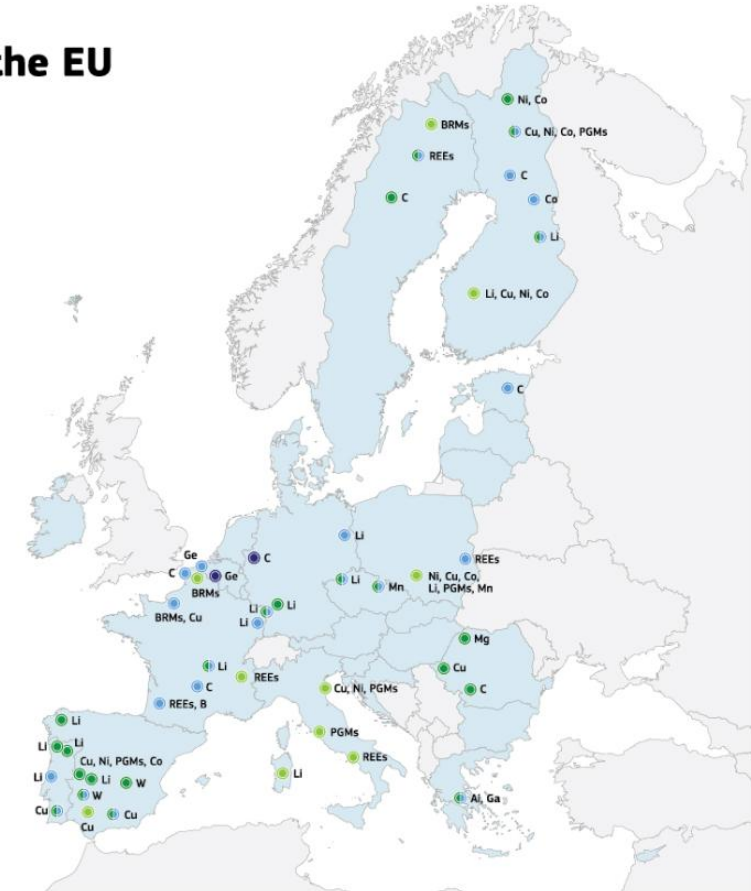 the EU
Ni, Co
BRMs
Cu, Ni, Co, PGMs
REEs
C
C
Co
Li
Li, Cu, Ni, Co
C
Li
Ge
C
REEs
C
Ge
Li
Ni, Cu, Co,
Li, PGMs, Mn
BRMs
Mn
Li
Li
BRMs, Cu
Li
Mg
Li
Cu
REEs
C
Cu, Ni, PGMs
C
REEs, B
Li
PGMs
Li
Li
Cu, Ni, PGMs, Co
REEs
Li
Li
W
Li
W
Al, Ga
Cu
Cu
Cu